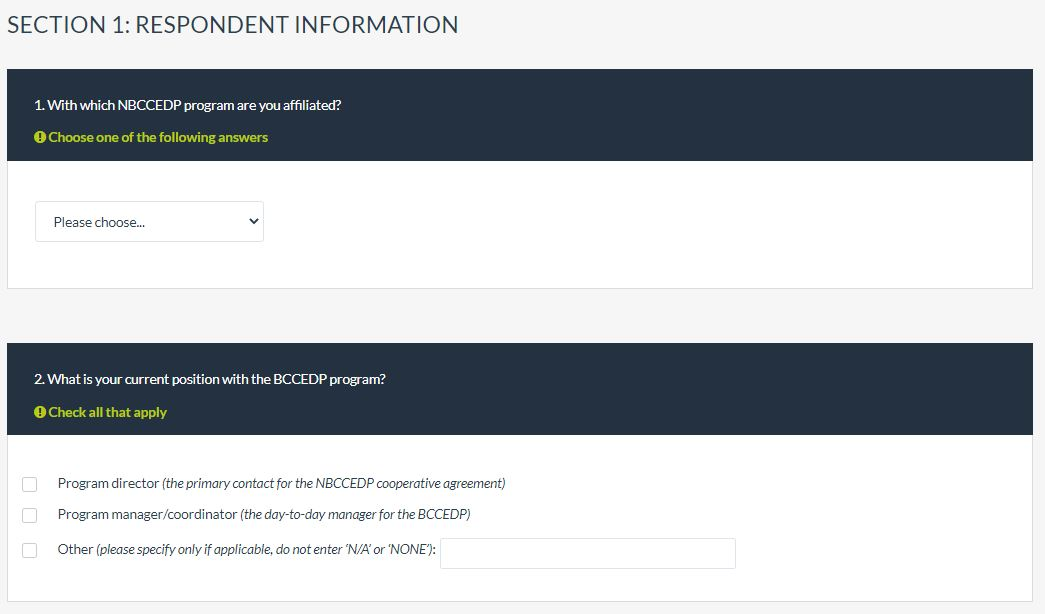 SECTION 1: RESPONDENT INFORMATION
1. With which NBCCEDP program are you affiliated?
Choose one of the following answers
Please choose...
2. What is your current position with the BCCEDP program?
Check all that apply
Program director (the primary contact for the NBCCEDP cooperative agreement)
Program manager/coordinator (the day-to-day manager for the BCCEDP)
Other (please specify only if applicable, do not enter 'N/A' or 'NONE'):